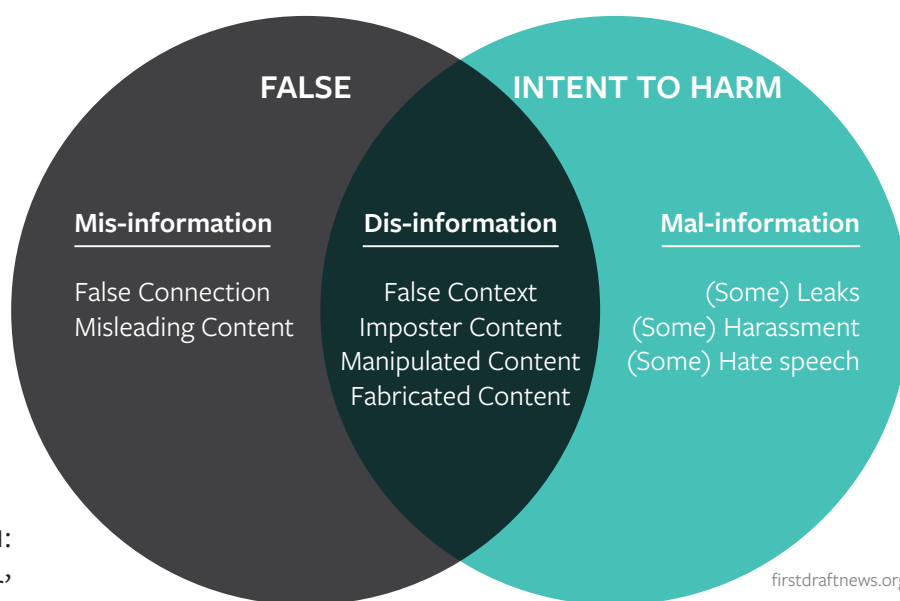 FALSE
INTENT TO HARM
Mis-information
False Connection
Misleading Content
Dis-information
False Context
Imposter Content
Manipulated Content
Fabricated Content
Mal-information
(Some) Leaks
(Some) Harassment
(Some) Hate speech
firstdraftnews.org